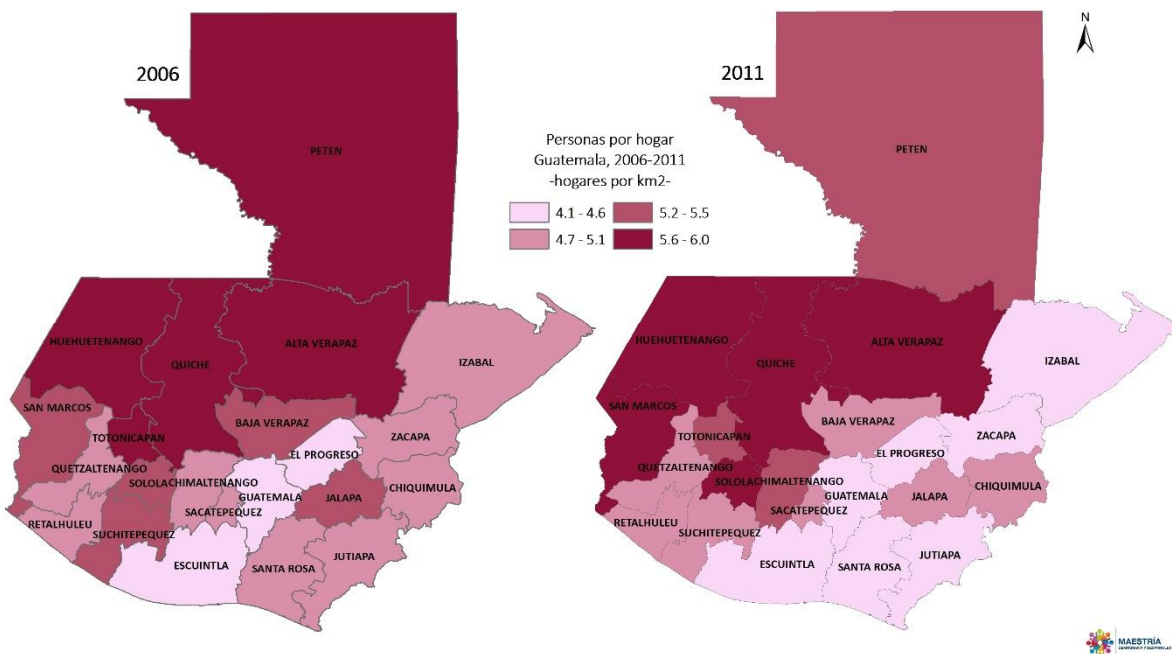 2006
PETEN
HUEHUETENANGO
QUICHE
ALTA VERAPAZ
IZABAL
SAN MARCOS
BAJA VERAPAZ
TOTONICAPAN
ZACAPA
EL PROGRESO
QUETZALTENANGO
SOLOLA
CHIMALTENANGO
GUATEMALA
JALAPA
CHIQUIMULA
SACATEPEQUEZ
RETALHULEU
SUCHITEPEQUEZ
JUTIAPA
ESCUINTLA
SANTA ROSA
Personas por hogar
Guatemala, 2006-2011
-hogares por km2-
4.1 - 4.6
5.2 - 5.5
4.7 - 5.1
5.6 - 6.0
2011
N
PETEN
HUEHUETENANGO
QUICHE
ALTA VERAPAZ
IZABAL
SAN MARCOS
BAJA VERAPAZ
TOTONICAPAN
ZACAPA
EL PROGRESO
QUETZALTENANGO
SOLOLA
CHIMALTENANGO
GUATEMALA
JALAPA
CHIQUIMULA
SACATEPEQUEZ
RETALHULEU
SUCHITEPEQUEZ
JUTIAPA
ESCUINTLA
SANTA ROSA
MAESTRÍA